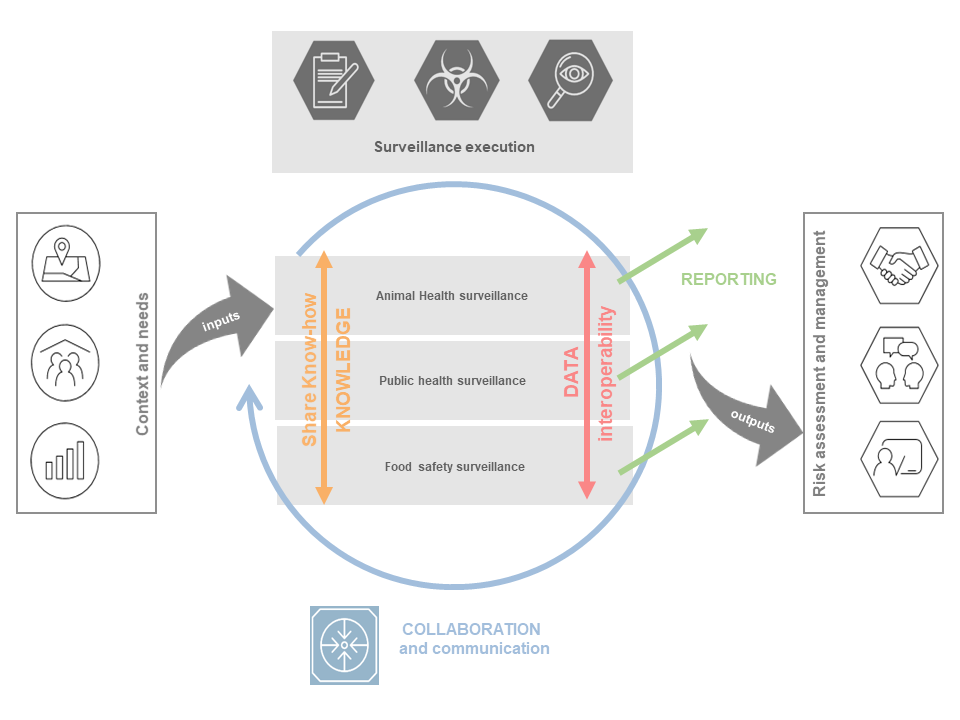 Surveillance execution
Context and needs
inputs
Animal Health surveillance
Public health surveillance
Food  safety surveillance
Share Know-how
KNOWLEDGE
DATA
interoperability
REPORTING
outputs
Risk assessment and management
COLLABORATION
and communication